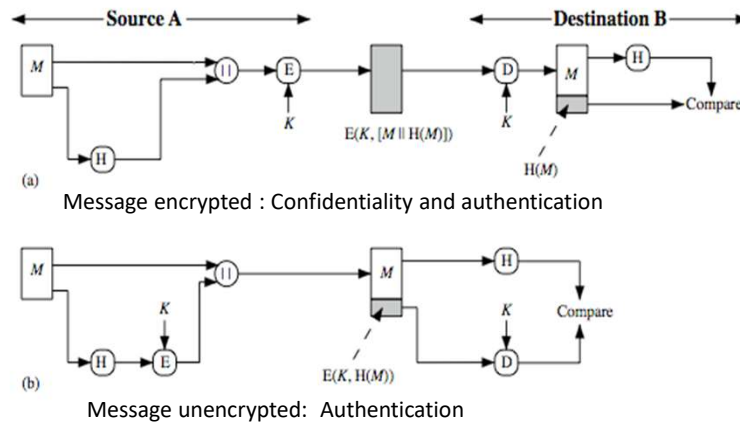 Source A Destination B
M || E D M H
K K Compare
E(K, [M || H(M)])
H
H(M)
(a)
Message encrypted : Confidentiality and authentication
M || M H
K K Compare
H E D
E(K, H(M))
(b)
Message unencrypted: Authentication